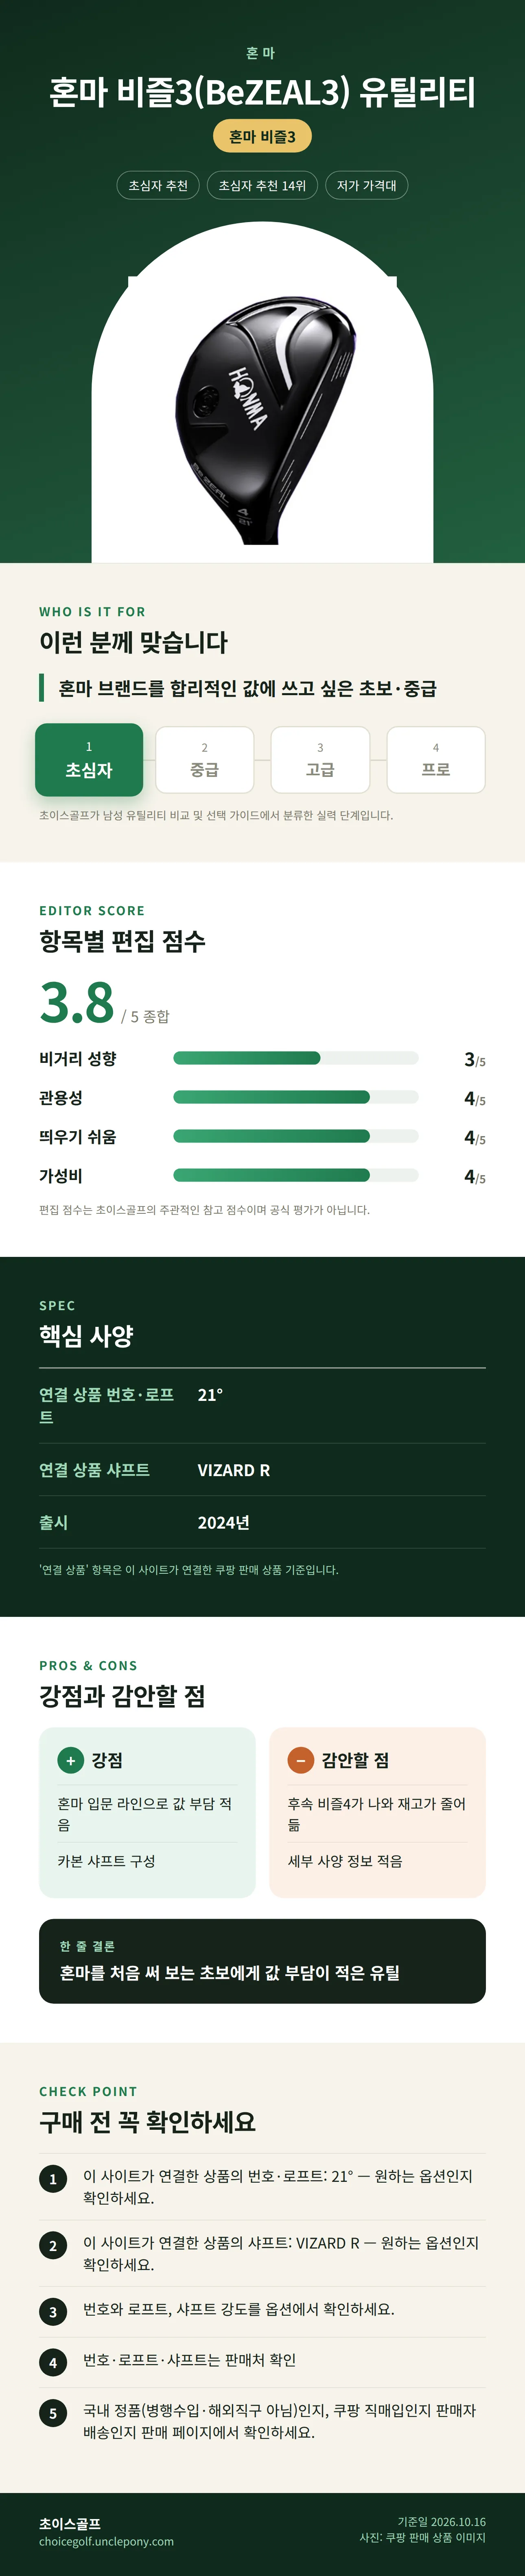 혼마
혼마 비즐3(BeZEAL3) 유틸리티
혼마 비즐3
초심자 추천
초심자 추천 14위
저가 가격대
HONMA
BeZEAL
4
21°
WHO IS IT FOR
이런 분께 맞습니다
혼마 브랜드를 합리적인 값에 쓰고 싶은 초보·중급
1
초심자
2
중급
3
고급
4
프로
초이스골프가 남성 유틸리티 비교 및 선택 가이드에서 분류한 실력 단계입니다.
EDITOR SCORE
항목별 편집 점수
3.8 / 5 종합
비거리 성향 3/5
관용성 4/5
띄우기 쉬움 4/5
가성비 4/5
편집 점수는 초이스골프의 주관적인 참고 점수이며 공식 평가가 아닙니다.
SPEC
핵심 사양
연결 상품 번호·로프 21°
트
연결 상품 샤프트 VIZARD R
출시 2024년
'연결 상품' 항목은 이 사이트가 연결한 쿠팡 판매 상품 기준입니다.
PROS & CONS
강점과 감안할 점
+ 강점
혼마 입문 라인으로 값 부담 적
음
카본 샤프트 구성
− 감안할 점
후속 비즐4가 나와 재고가 줄어
듦
세부 사양 정보 적음
한 줄 결론
혼마를 처음 써 보는 초보에게 값 부담이 적은 유틸
CHECK POINT
구매 전 꼭 확인하세요
1 이 사이트가 연결한 상품의 번호·로프트: 21° — 원하는 옵션인지
확인하세요.
2 이 사이트가 연결한 상품의 샤프트: VIZARD R — 원하는 옵션인지
확인하세요.
3 번호와 로프트, 샤프트 강도를 옵션에서 확인하세요.
4 번호·로프트·샤프트는 판매처 확인
5 국내 정품(병행수입·해외직구 아님)인지, 쿠팡 직매입인지 판매자
배송인지 판매 페이지에서 확인하세요.
초이스골프
choicegolf.unclepony.com
기준일 2026.10.16
사진: 쿠팡 판매 상품 이미지